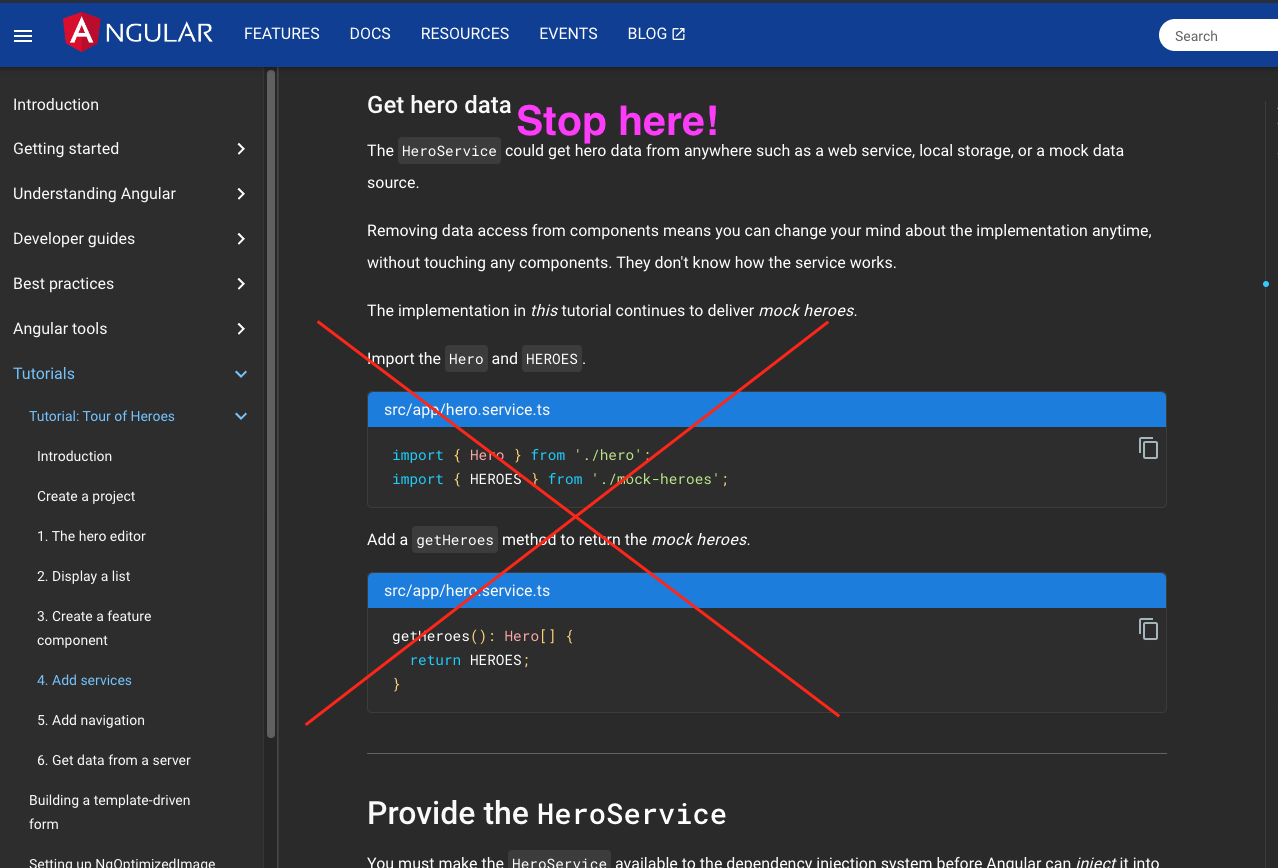 ANGULAR
FEATURES
DOCS
RESOURCES
EVENTS
BLOG
Search
Introduction
Getting started
Understanding Angular
Developer guides
Best practices
Angular tools
Tutorials
Tutorial: Tour of Heroes
Introduction
Create a project
1. The hero editor
2. Display a list
3. Create a feature
component
4. Add services
5. Add navigation
6. Get data from a server
Building a template-driven
form
Setting up NgOptimizedImage
Get hero data
Stop here!
The HeroService could get hero data from anywhere such as a web service, local storage, or a mock data
source.
Removing data access from components means you can change your mind about the implementation anytime,
without touching any components. They don't know how the service works.
The implementation in this tutorial continues to deliver mock heroes.
Import the Hero and HEROES.
src/app/hero.service.ts
import { Hero } from './hero';
import { HEROES } from './mock-heroes';
Add a getHeroes method to return the mock heroes.
src/app/hero.service.ts
getHeroes(): Hero[] {
return HEROES;
}
Provide the HeroService
You must make the HeroService available to the dependency injection system before Angular can inject it into